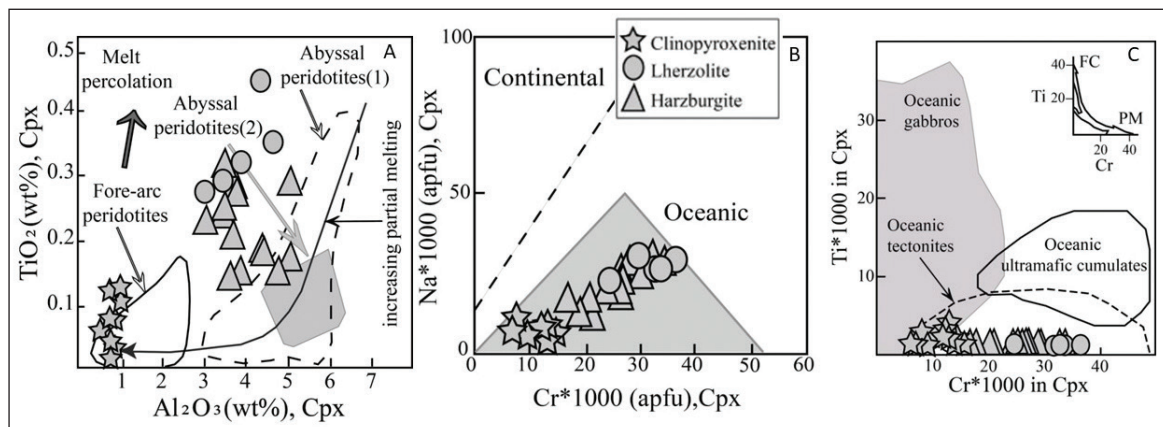 A
Melt
percolation
Abyssal
peridotites(1)
Abyssal
peridotites(2)
Fore-arc
peridotites
increasing partial melting
TiO2(wt%), Cpx
0.5
0.4
0.3
0.2
0.1
0
1
2
3
4
5
6
7
Al2O3(wt%), Cpx
B
Clinopyroxenite
Lherzolite
Harzburgite
Continental
Oceanic
Na*1000 (apfu), Cpx
100
50
0
0
10
20
30
40
50
60
Cr*1000 (apfu),Cpx
C
40
FC
Ti
20
PM
20
40
Cr
Oceanic
gabbros
Oceanic
tectonites
Oceanic
ultramafic cumulates
Ti*1000 in Cpx
30
20
10
10
20
30
40
Cr*1000 in Cpx